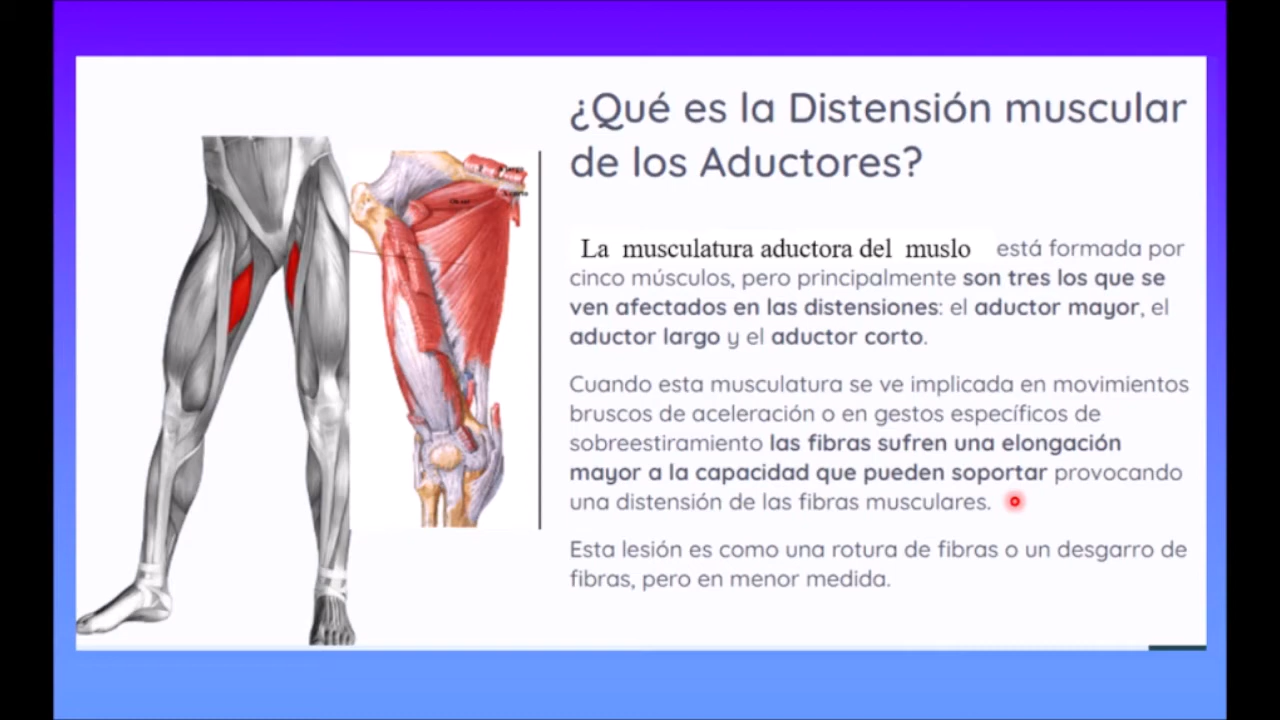 ¿Qué es la Distensión muscular
de los Aductores?
La musculatura aductora del muslo está formada por
cinco músculos, pero principalmente son tres los que se
ven afectados en las distensiones: el aductor mayor, el
aductor largo y el aductor corto.
Cuando esta musculatura se ve implicada en movimientos
bruscos de aceleración o en gestos específicos de
sobreestiramiento las fibras sufren una elongación
mayor a la capacidad que pueden soportar provocando
una distensión de las fibras musculares.
Esta lesión es como una rotura de fibras o un desgarro de
fibras, pero en menor medida.